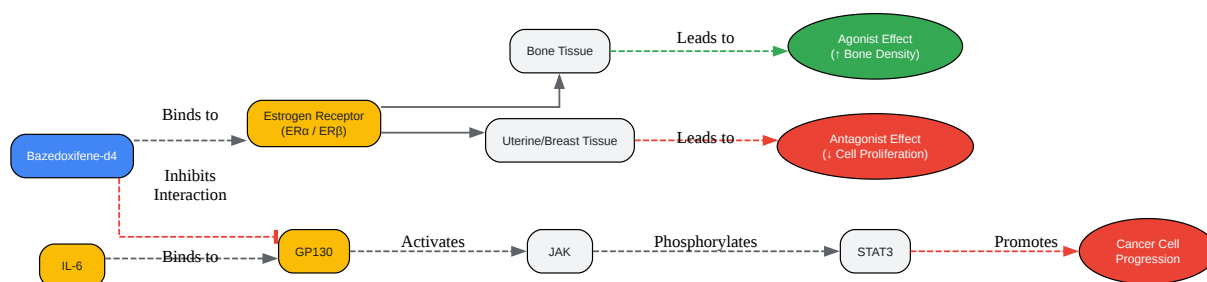 Bone Tissue
Leads to
Agonist Effect
(↑ Bone Density)
Binds to
Estrogen Receptor
(ERα / ERβ)
Uterine/Breast Tissue
Leads to
Antagonist Effect
(↓ Cell Proliferation)
Bazedoxifene-d4
Inhibits
Interaction
IL-6
Binds to
GP130
Activates
JAK
Phosphorylates
STAT3
Promotes
Cancer Cell
Progression